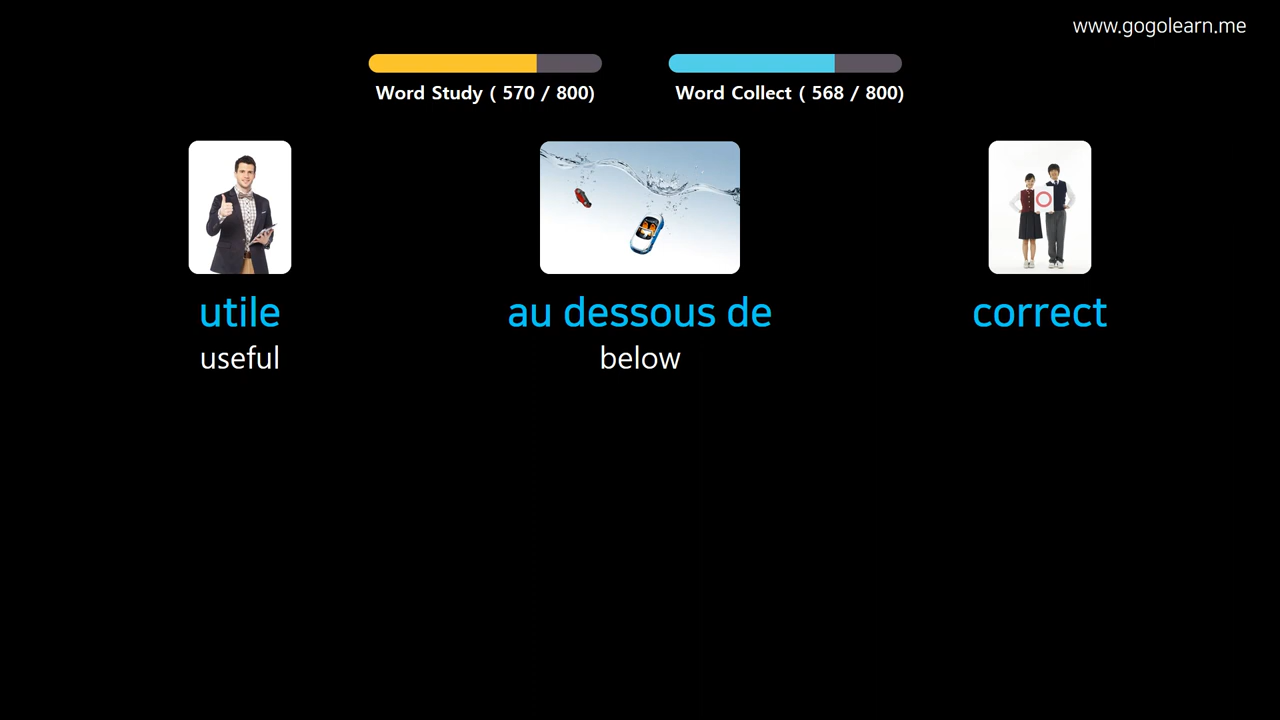 www.gogolearn.me
Word Study ( 570 / 800)
Word Collect ( 568 / 800)
utile
useful
au dessous de
below
correct